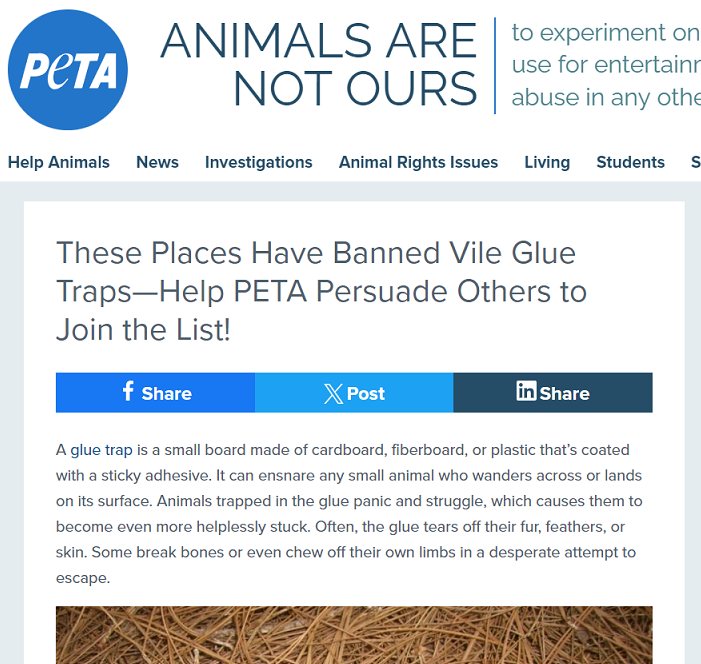 PETA
ANIMALS ARE
NOT OURS
to experiment on
use for
abuse in any
Help Animals News Investigations Animal Rights Issues Living Students S
These Places Have Banned Vile Glue
Traps—Help PETA Persuade Others to
Join the List!
Share
Post
Share
A glue trap is a small board made of cardboard, fiberboard, or plastic that's coated
with a sticky adhesive. It can ensnare any small animal who wanders across or lands
on its surface. Animals trapped in the glue panic and struggle, which causes them to
become even more helplessly stuck. Often, the glue tears off their fur, feathers, or
skin. Some break bones or even chew off their own limbs in a desperate attempt to
escape.